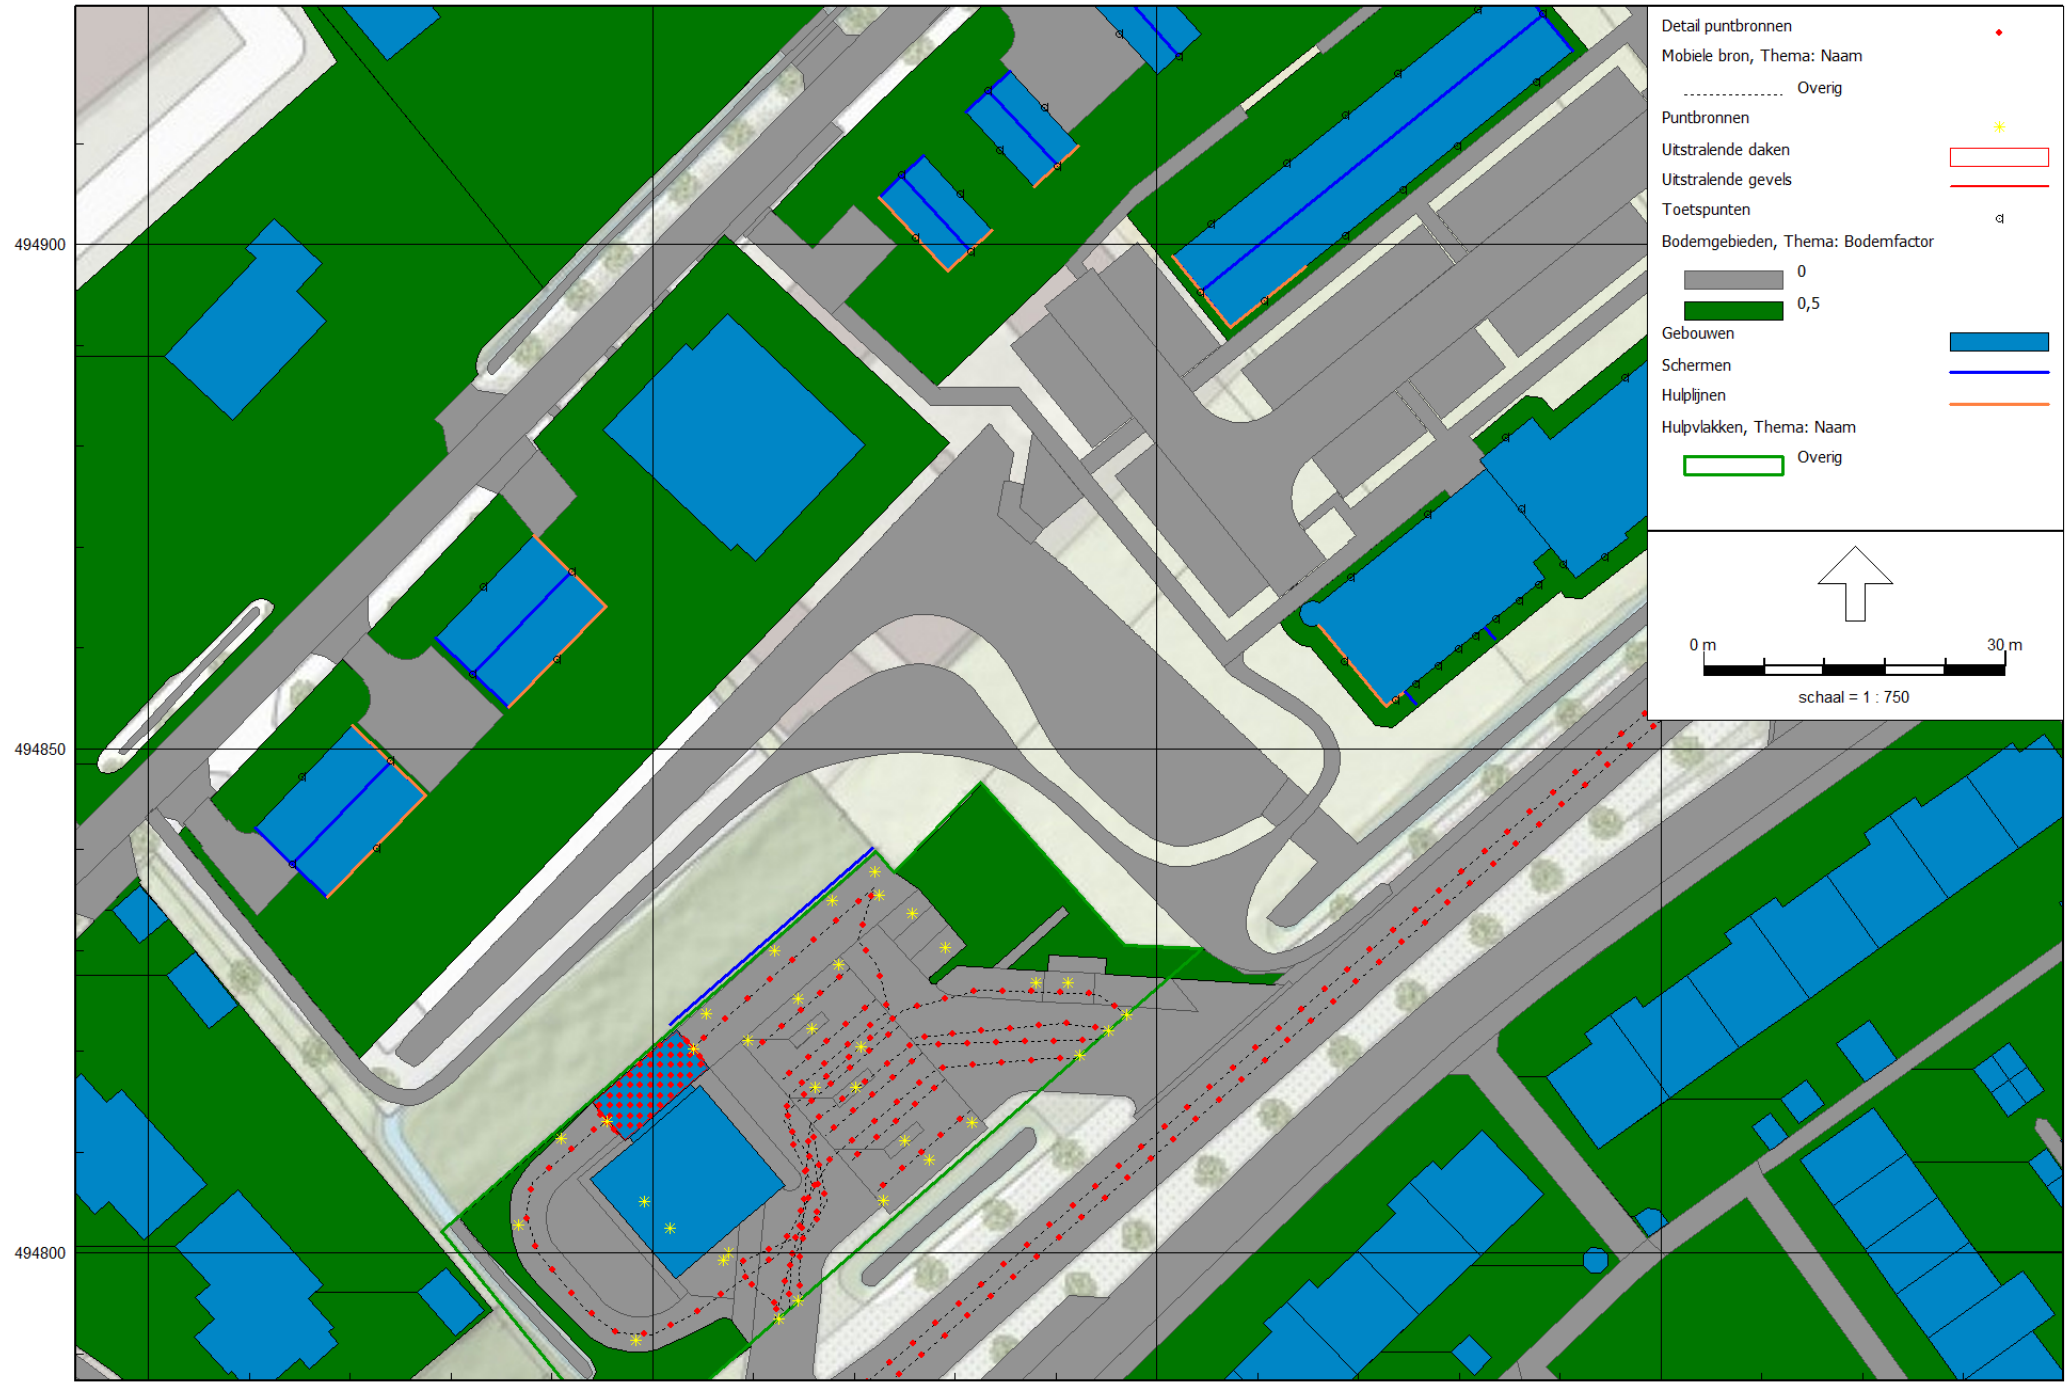 Detail puntbronnen
Mobiele bron, Thema: Naam
Overig
Puntbronnen
Uitstralende daken
Uitstralende gevels
Toetspunten
Bodemgebieden, Thema: Bodemfactor
0
0,5
Gebouwen
Schermen
Hulplijnen
Hulpvlakken, Thema: Naam
Overig
0 m 30 m
schaal = 1 : 750
494900
494850
494800